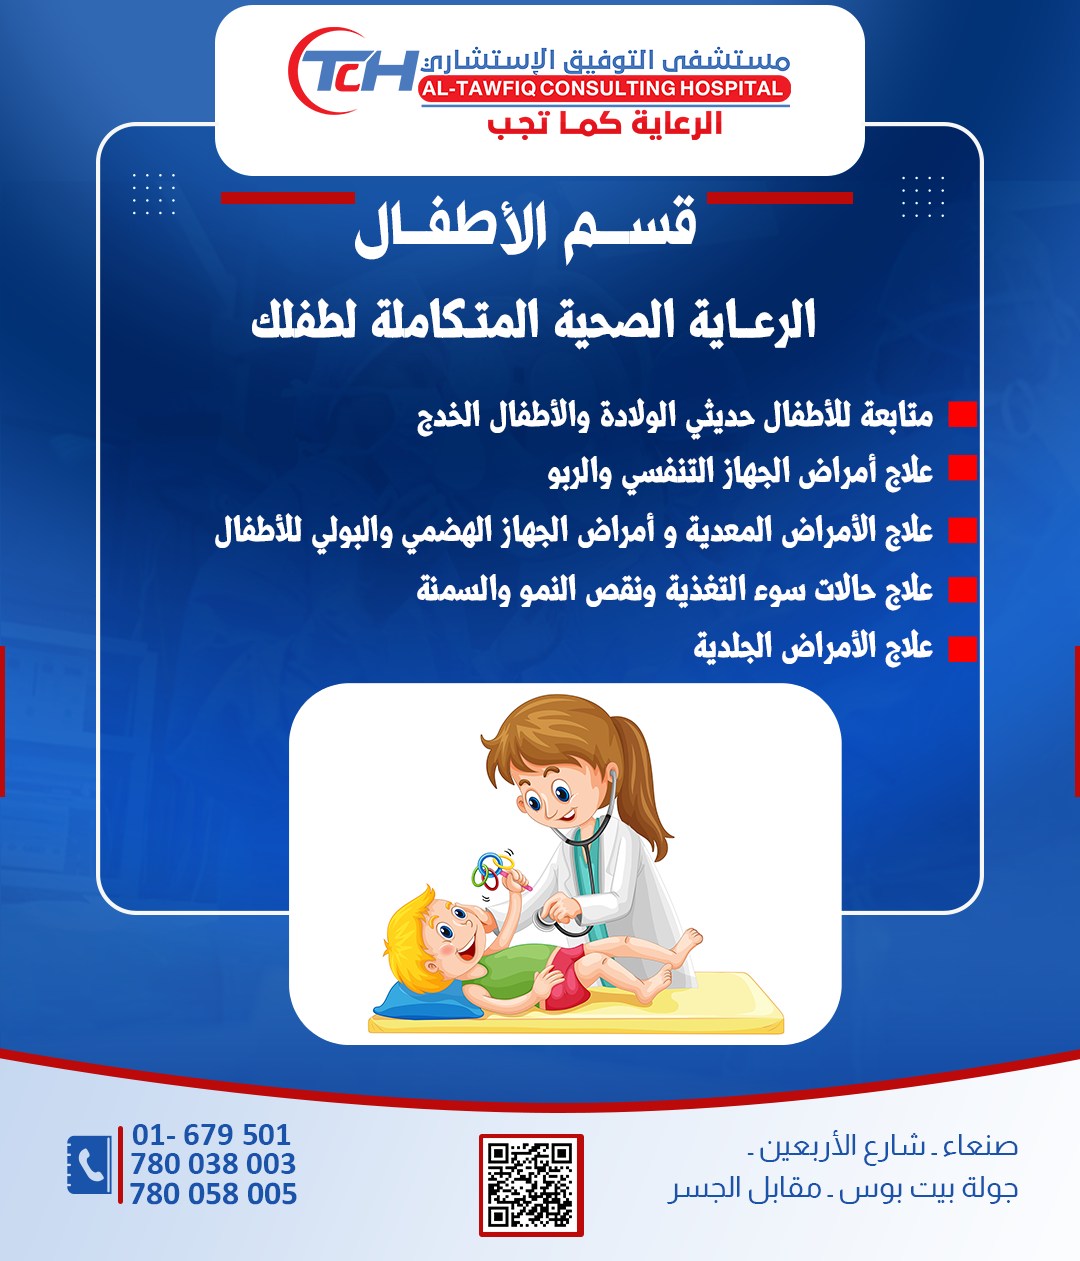 TCH
مستشفى التوفيق الإستشاري
AL-TAWFIQ CONSULTING HOSPITAL
الرعاية كما تجب
قسم الأطفال
الرعاية الصحية المتكاملة لطفلك
متابعة للأطفال حديثي الولادة والأطفال الخدج
علاج أمراض الجهاز التنفسي والربو
علاج الأمراض المعدية و أمراض الجهاز الهضمي والبولي للأطفال
علاج حالات سوء التغذية ونقص النمو والسمنة
علاج الأمراض الجلدية
صنعاء ـ شارع الأربعين ـ
جولة بيت بوس ـ مقابل الجسر
01- 679 501
780 038 003
780 058 005